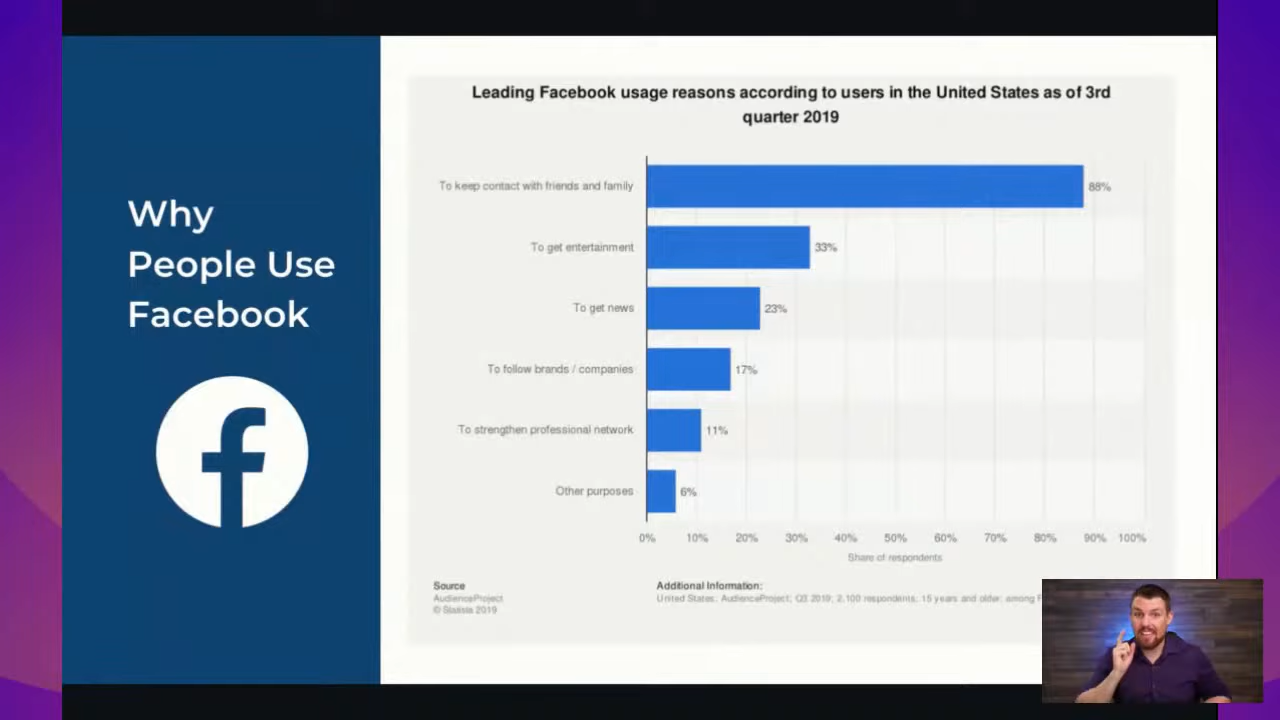 Why
People Use
Facebook
Leading Facebook usage reasons according to users in the United States as of 3rd
quarter 2019
To keep contact with friends and family
88%
To get entertainment
33%
To get news
23%
To follow brands / companies
17%
To strengthen professional network
11%
Other purposes
6%
0% 10% 20% 30% 40% 50% 60% 70% 80% 90% 100%
Share of respondents
Source
AudienceProject
© Statista 2019
Additional Information:
United States; AudienceProject; Q3 2019; 2,100 respondents; 15 years and older; among